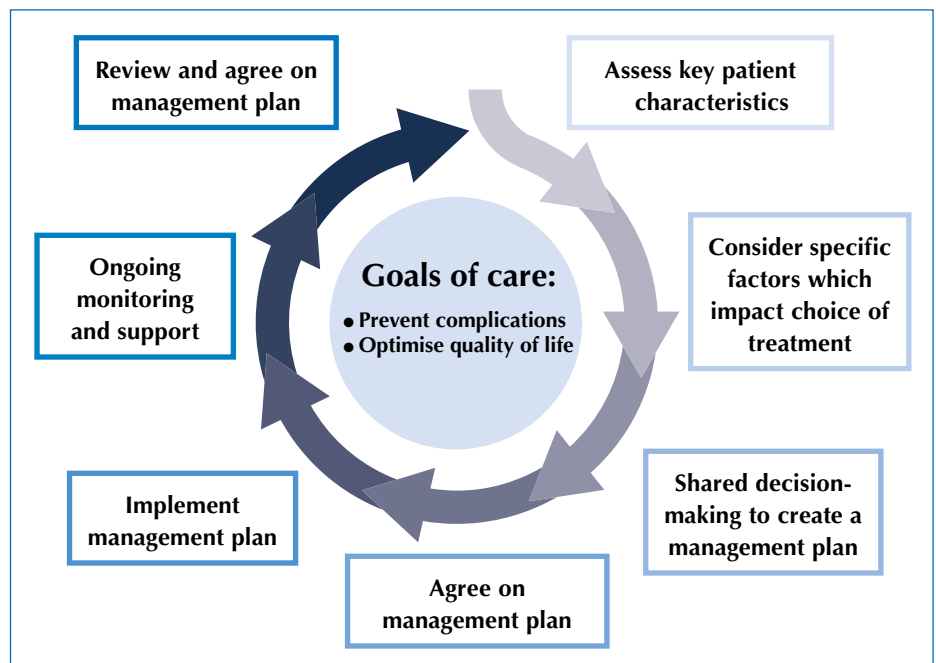 Review and agree on
management plan
Assess key patient
characteristics
Consider specific
factors which
impact choice of
treatment
Shared decision-
making to create a
management plan
Agree on
management plan
Implement
management plan
Ongoing
monitoring
and support
Goals of care:
• Prevent complications
• Optimise quality of life